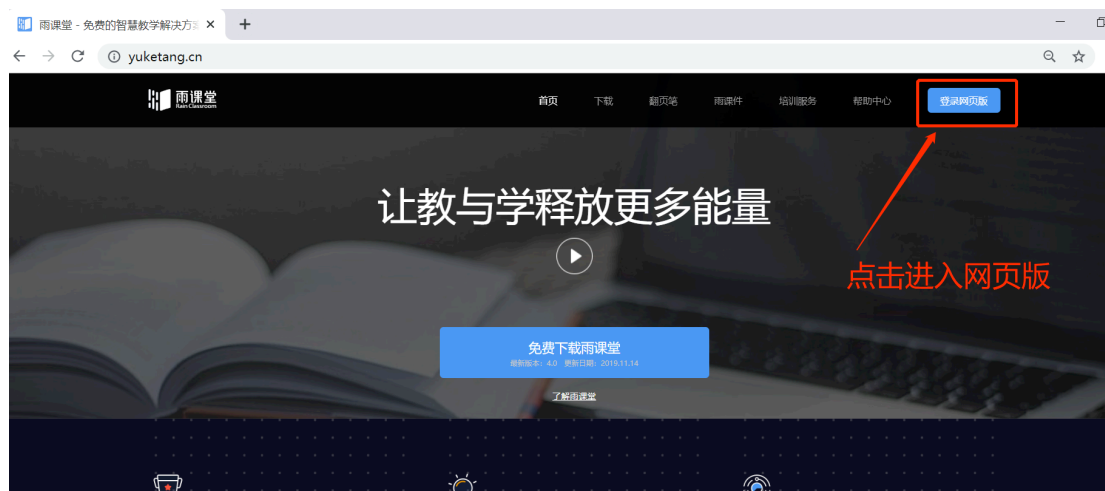 雨课堂 - 免费的智慧教学解决方案
yuketang.cn
雨课堂
Rain Classroom
首页 下载 翻页笔 雨课件 培训服务 帮助中心 登录网页版
让教与学释放更多能量
点击进入网页版
免费下载雨课堂
最新版本：4.0 更新日期：2019.11.14
了解雨课堂